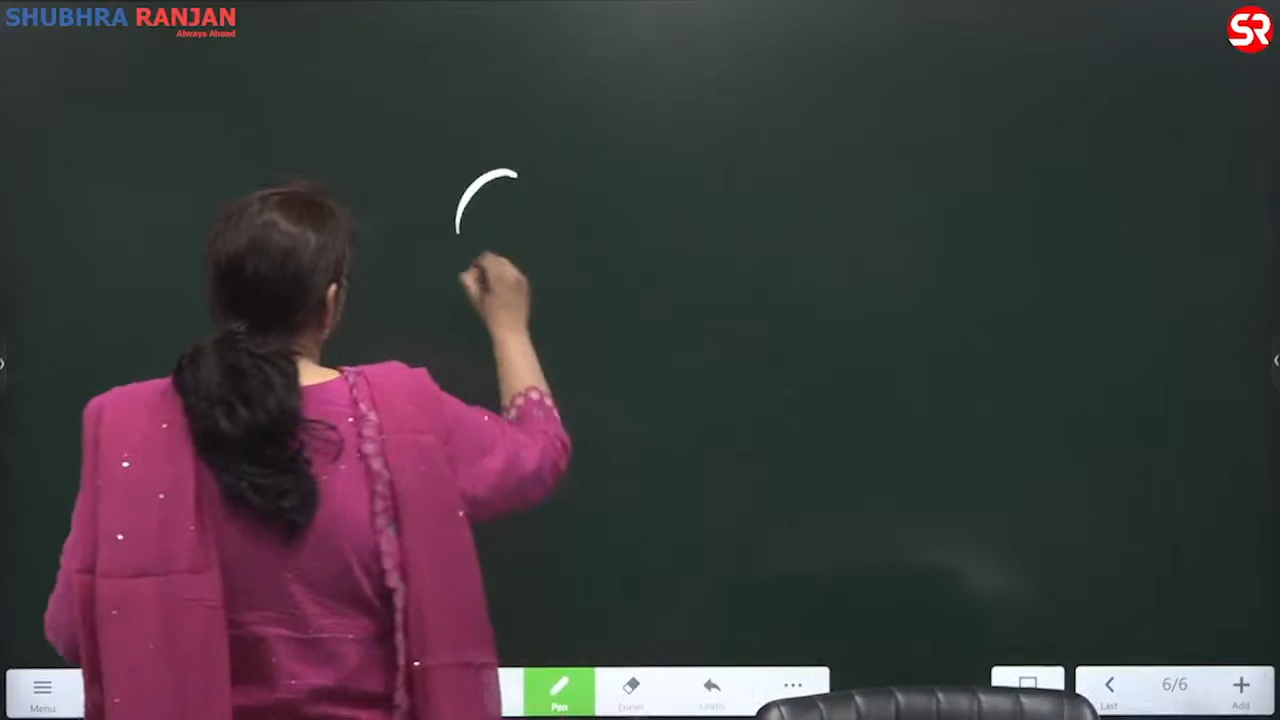 SHUBHRA RANJAN
Always Ahead
SR
Menu
Pen
Eraser
Undo
Last
6/6
Add